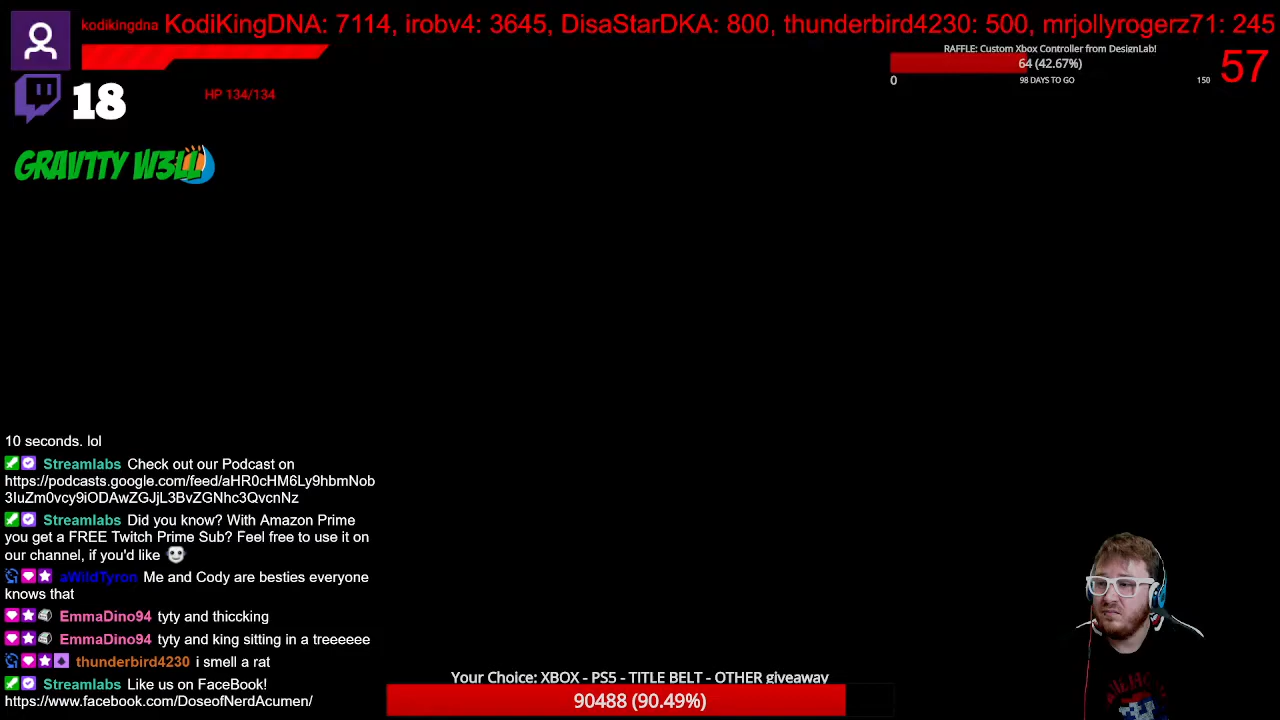 kodikingdna KodiKingDNA: 7114, irobv4: 3645, DisaStarDKA: 800, thunderbird4230: 500, mrjollyrogerz71: 245
RAFFLE: Custom Xbox Controller from DesignLab!
64 (42.67%)
57
0 98 DAYS TO GO 150
18
HP 134/134
GRAVTTY W3LL
10 seconds. lol
Streamlabs Check out our Podcast on
https://podcasts.google.com/feed/aHR0cHM6Ly9hbmNob
3IuZm0vcy9iODAwZGJjL3BvZGNhc3QvcnNz
Streamlabs Did you know? With Amazon Prime
you get a FREE Twitch Prime Sub? Feel free to use it on
our channel, if you'd like
aWildTyron Me and Cody are besties everyone
knows that
EmmaDino94 tyty and thiccking
EmmaDino94 tyty and king sitting in a treeeeee
thunderbird4230 i smell a rat
Streamlabs Like us on FaceBook!
https://www.facebook.com/DoseofNerdAcumen/
Your Choice: XBOX - PS5 - TITLE BELT - OTHER giveaway
90488 (90.49%)